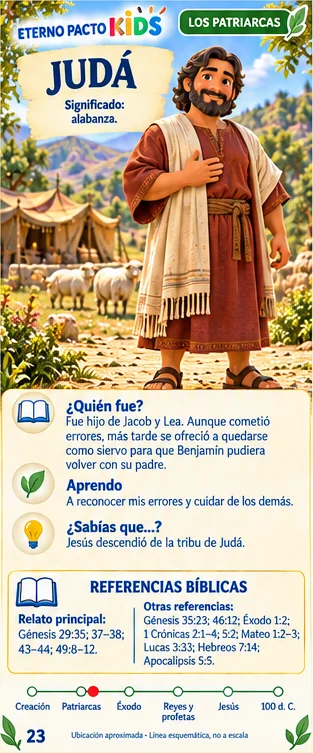 ETERNO PACTO KIDS
LOS PATRIARCAS
JUDÁ
Significado:
alabanza.
¿Quién fue?
Fue hijo de Jacob y Lea. Aunque cometió
errores, más tarde se ofreció a quedarse
como siervo para que Benjamín pudiera
volver con su padre.
Aprendo
A reconocer mis errores y cuidar de los demás.
¿Sabías que...?
Jesús descendió de la tribu de Judá.
REFERENCIAS BÍBLICAS
Relato principal:
Génesis 29:35; 37–38;
43–44; 49:8–12.
Otras referencias:
Génesis 35:23; 46:12; Éxodo 1:2;
1 Crónicas 2:1–4; 5:2; Mateo 1:2–3;
Lucas 3:33; Hebreos 7:14;
Apocalipsis 5:5.
Creación
Patriarcas
Éxodo
Reyes y
profetas
Jesús
100 d. C.
23
Ubicación aproximada - Línea esquemática, no a escala